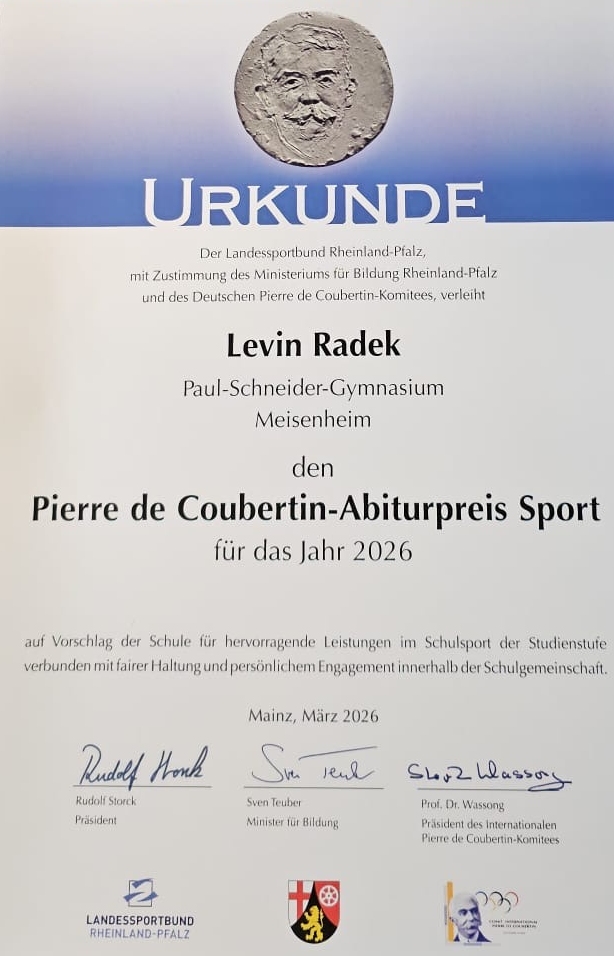 URKUNDE
Der Landessportbund Rheinland-Pfalz,
mit Zustimmung des Ministeriums für Bildung Rheinland-Pfalz
und des Deutschen Pierre de Coubertin-Komitees, verleiht
Levin Radek
Paul-Schneider-Gymnasium
Meisenheim
den
Pierre de Coubertin-Abiturpreis Sport
für das Jahr 2026
auf Vorschlag der Schule für hervorragende Leistungen im Schulsport der Studienstufe
verbunden mit fairer Haltung und persönlichem Engagement innerhalb der Schulgemeinschaft.
Mainz, März 2026
Rudolf Storck
Präsident
Sven Teuber
Minister für Bildung
Prof. Dr. Wassong
Präsident des Internationalen
Pierre de Coubertin-Komitees
LANDESSPORTBUND
RHEINLAND-PFALZ